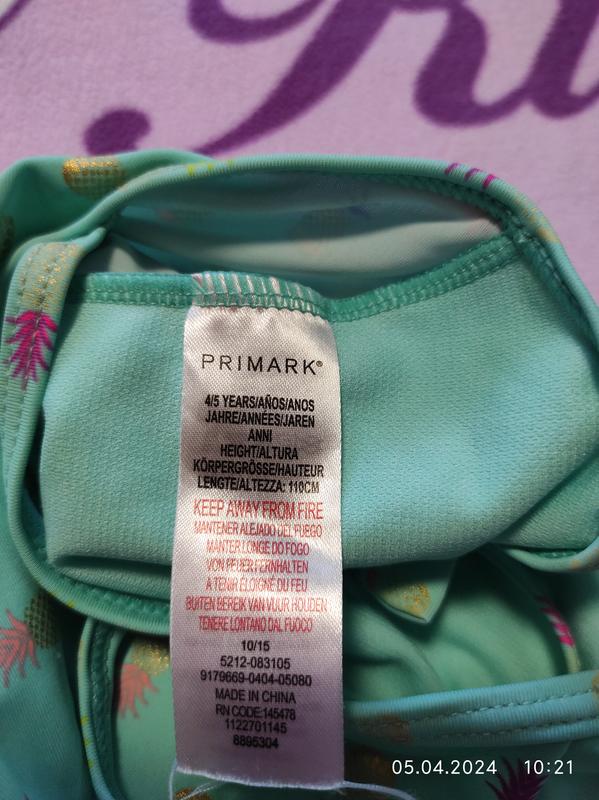 PRIMARK®
4/5 YEARS/AÑOS/ANOS
JAHRE/ANNÉES/JAREN
ANNI
HEIGHT/ALTURA
KÖRPERGRÖSSE/HAUTEUR
LENGTE/ALTEZZA: 110CM
KEEP AWAY FROM FIRE
MANTENER ALEJADO DEL FUEGO
MANTER LONGE DO FOGO
VON FEUER FERNHALTEN
A TENIR ÉLOIGNÉ DU FEU
BUITEN BEREIK VAN VUUR HOUDEN
TENERE LONTANO DAL FUOCO
10/15
5212-083105
9179669-0404-05080
MADE IN CHINA
RN CODE:145478
1122701145
8895304
05.04.2024 10:21